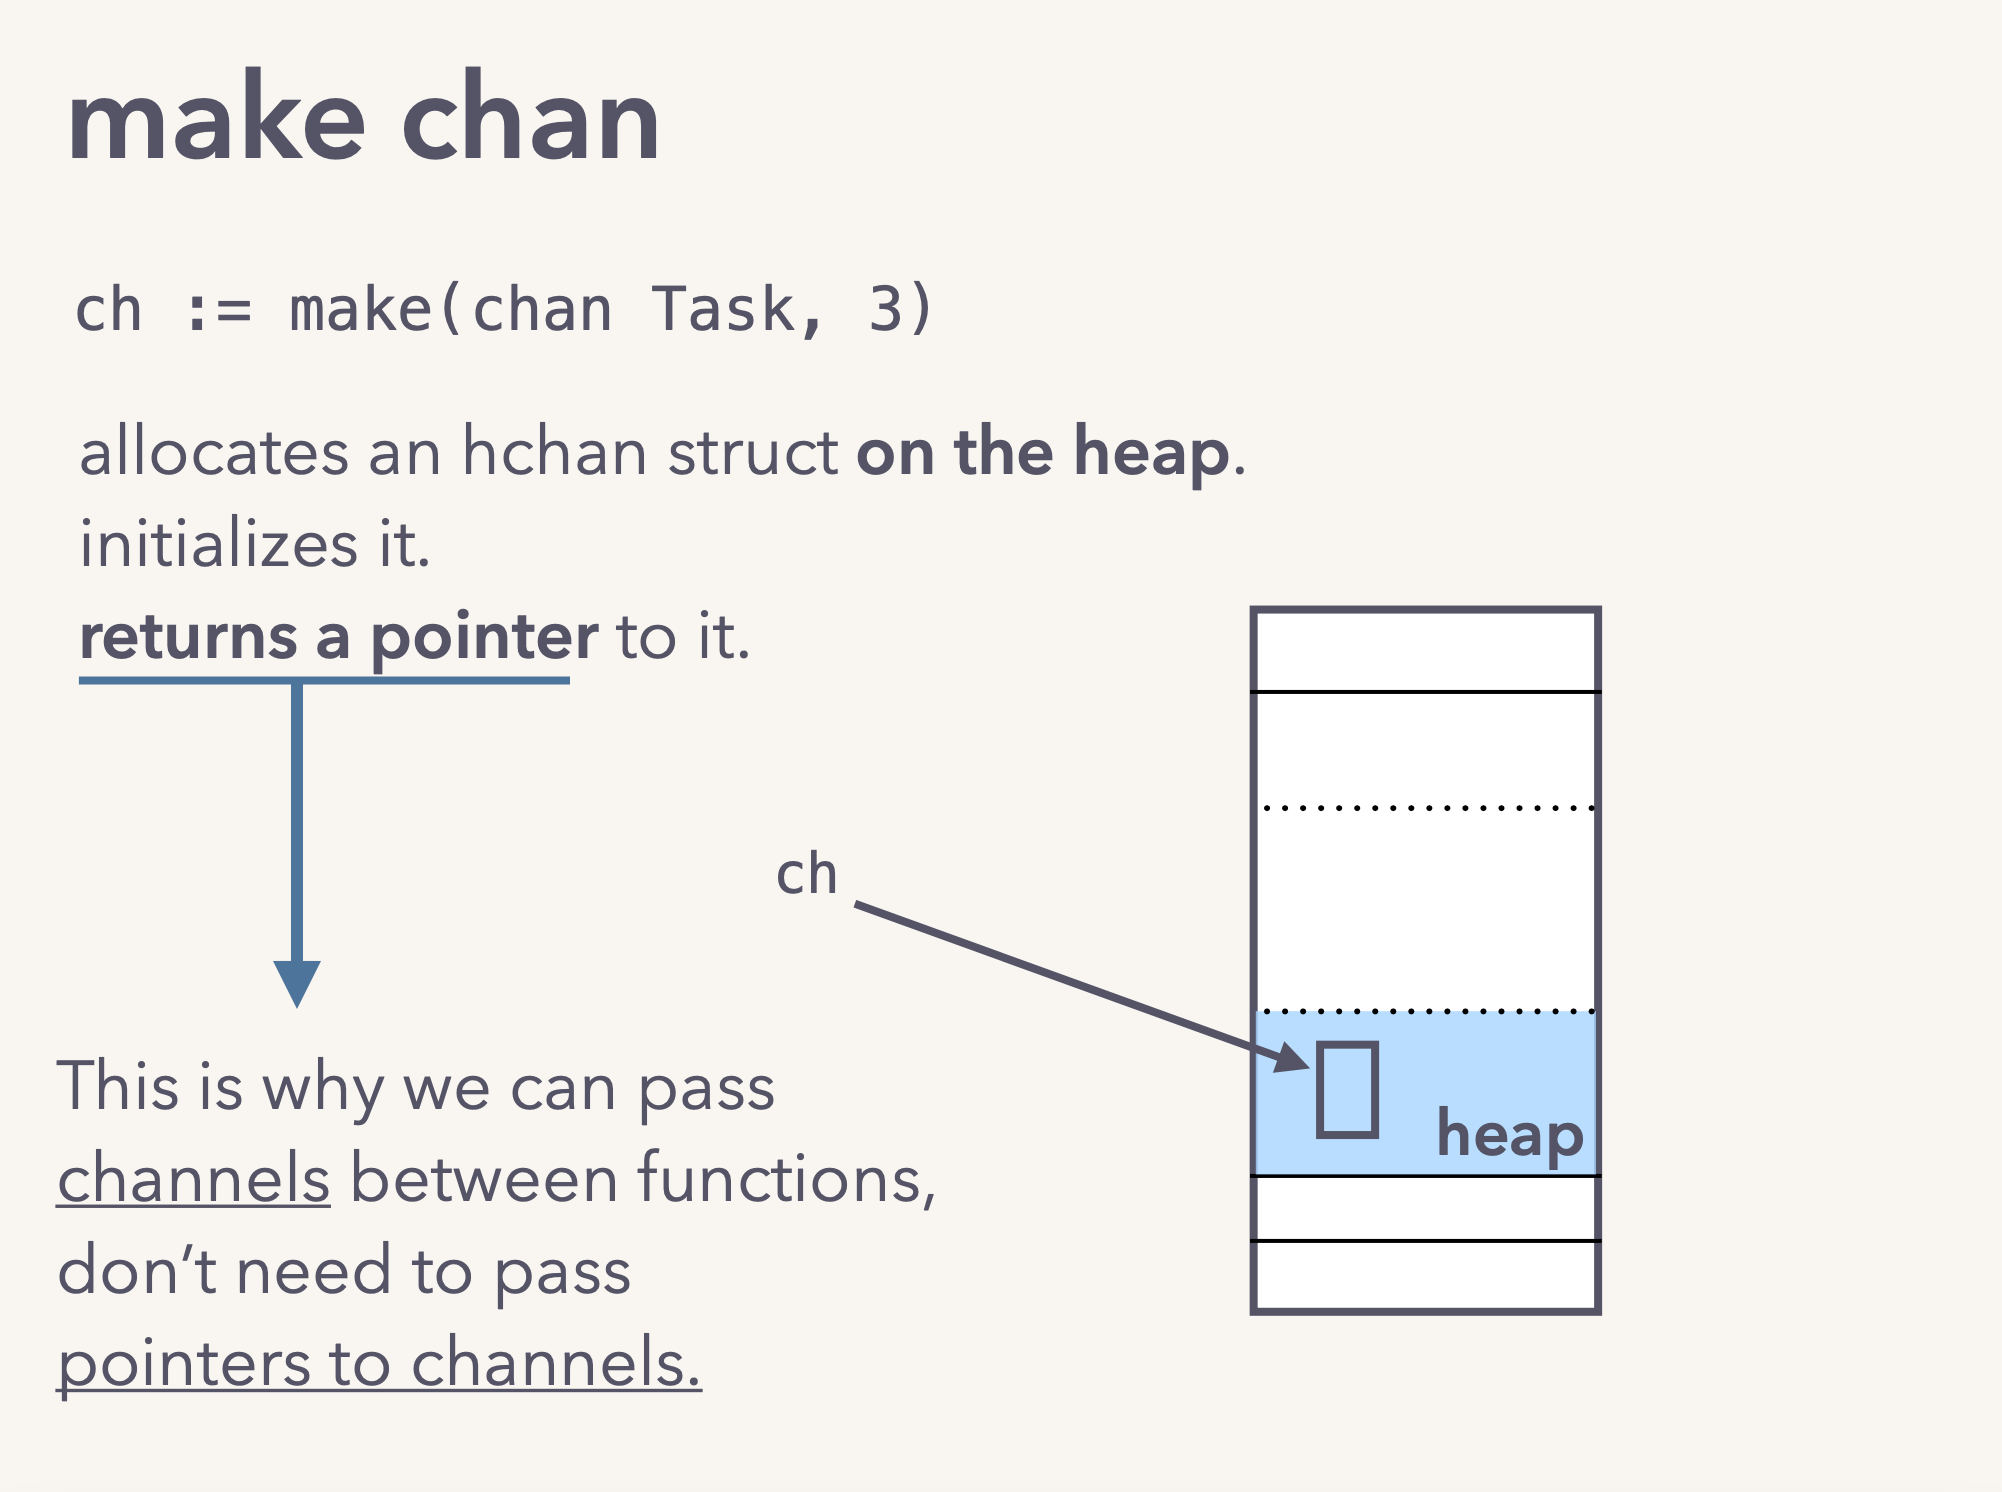 make chan
ch := make(chan Task, 3)
allocates an hchan struct on the heap.
initializes it.
returns a pointer to it.
ch
heap
This is why we can pass
channels between functions,
don’t need to pass
pointers to channels.